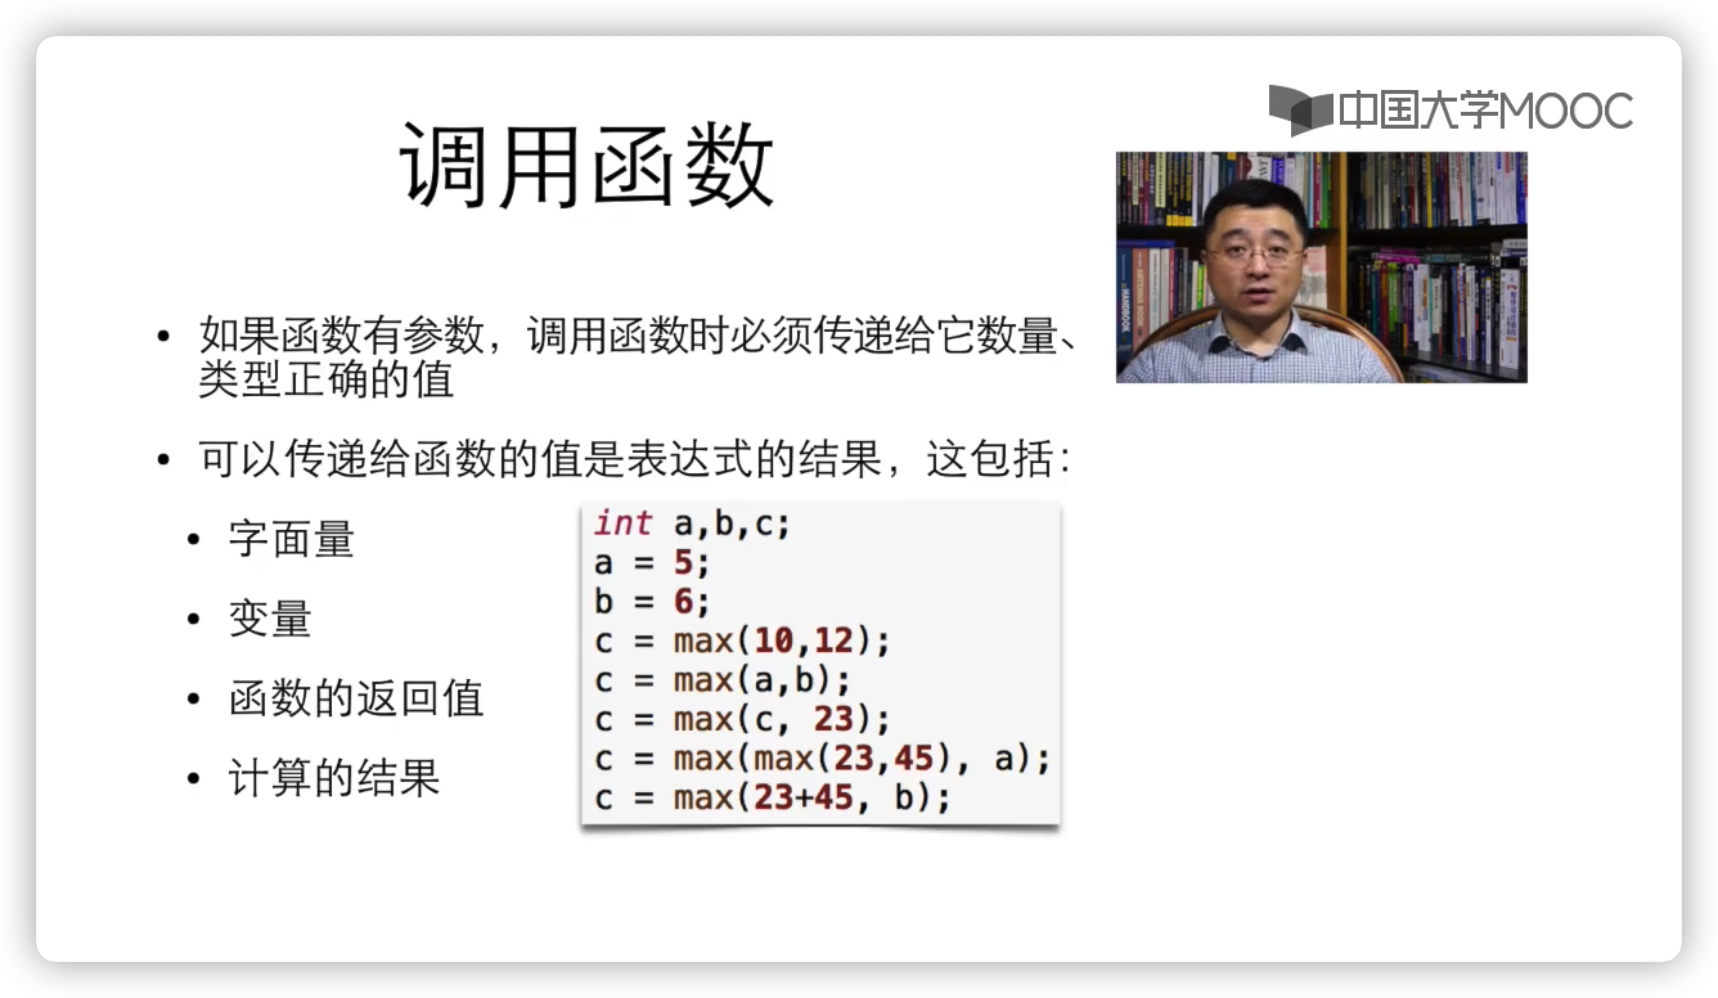 中国大学MOOC
调用函数
• 如果函数有参数，调用函数时必须传递给它数量、
类型正确的值
• 可以传递给函数的值是表达式的结果，这包括：
• 字面量
• 变量
• 函数的返回值
• 计算的结果
int a,b,c;
a = 5;
b = 6;
c = max(10,12);
c = max(a,b);
c = max(c, 23);
c = max(max(23,45), a);
c = max(23+45, b);
HANDBOOK